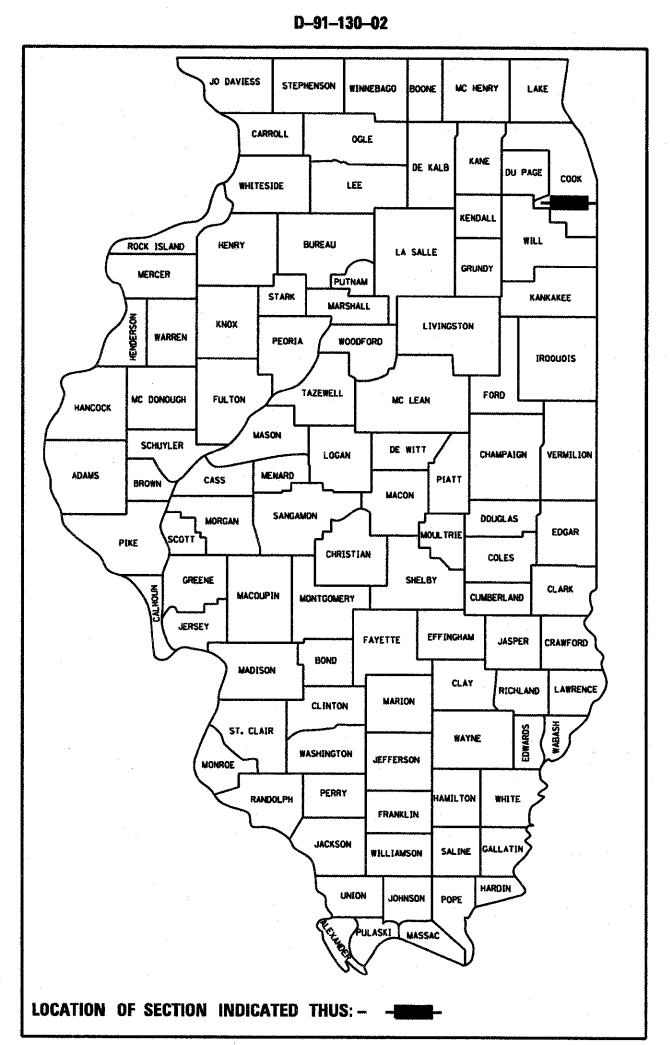 D-91-130-02
JO DAVIESS
STEPHENSON
WINNEBAGO
BOONE
MC HENRY
LAKE
CARROLL
OGLE
DE KALB
KANE
DU PAGE
COOK
WHITESIDE
LEE
KENDALL
WILL
ROCK ISLAND
HENRY
BUREAU
LA SALLE
GRUNDY
MERCER
PUTNAM
STARK
MARSHALL
KANKAKEE
HENDERSON
WARREN
KNOX
PEORIA
WOODFORD
LIVINGSTON
IROQUOIS
HANCOCK
MC DONOUGH
FULTON
TAZEWELL
MC LEAN
FORD
MASON
SCHUYLER
LOGAN
DE WITT
CHAMPAIGN
VERMILION
ADAMS
BROWN
CASS
MENARD
PIATT
MACON
PIKE
SCOTT
MORGAN
SANGAMON
CHRISTIAN
MOULTRIE
DOUGLAS
EDGAR
COLES
CALHOUN
GREENE
MACOUPIN
MONTGOMERY
SHELBY
CUMBERLAND
CLARK
JERSEY
FAYETTE
EFFINGHAM
JASPER
CRAWFORD
MADISON
BOND
CLAY
RICHLAND
LAWRENCE
CLINTON
MARION
ST. CLAIR
WASHINGTON
WAYNE
EDWARDS
WABASH
MONROE
JEFFERSON
RANDOLPH
PERRY
HAMILTON
WHITE
FRANKLIN
JACKSON
WILLIAMSON
SALINE
GALLATIN
UNION
JOHNSON
POPE
HARDIN
ALEXANDER
PULASKI
MASSAC
LOCATION OF SECTION INDICATED THUS: -